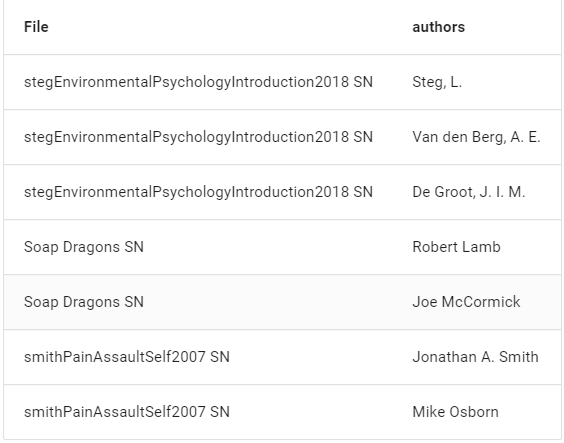 File authors
stegEnvironmentalPsychologyIntroduction2018 SN Steg, L.
stegEnvironmentalPsychologyIntroduction2018 SN Van den Berg, A. E.
stegEnvironmentalPsychologyIntroduction2018 SN De Groot, J. I. M.
Soap Dragons SN Robert Lamb
Soap Dragons SN Joe McCormick
smithPainAssaultSelf2007 SN Jonathan A. Smith
smithPainAssaultSelf2007 SN Mike Osborn